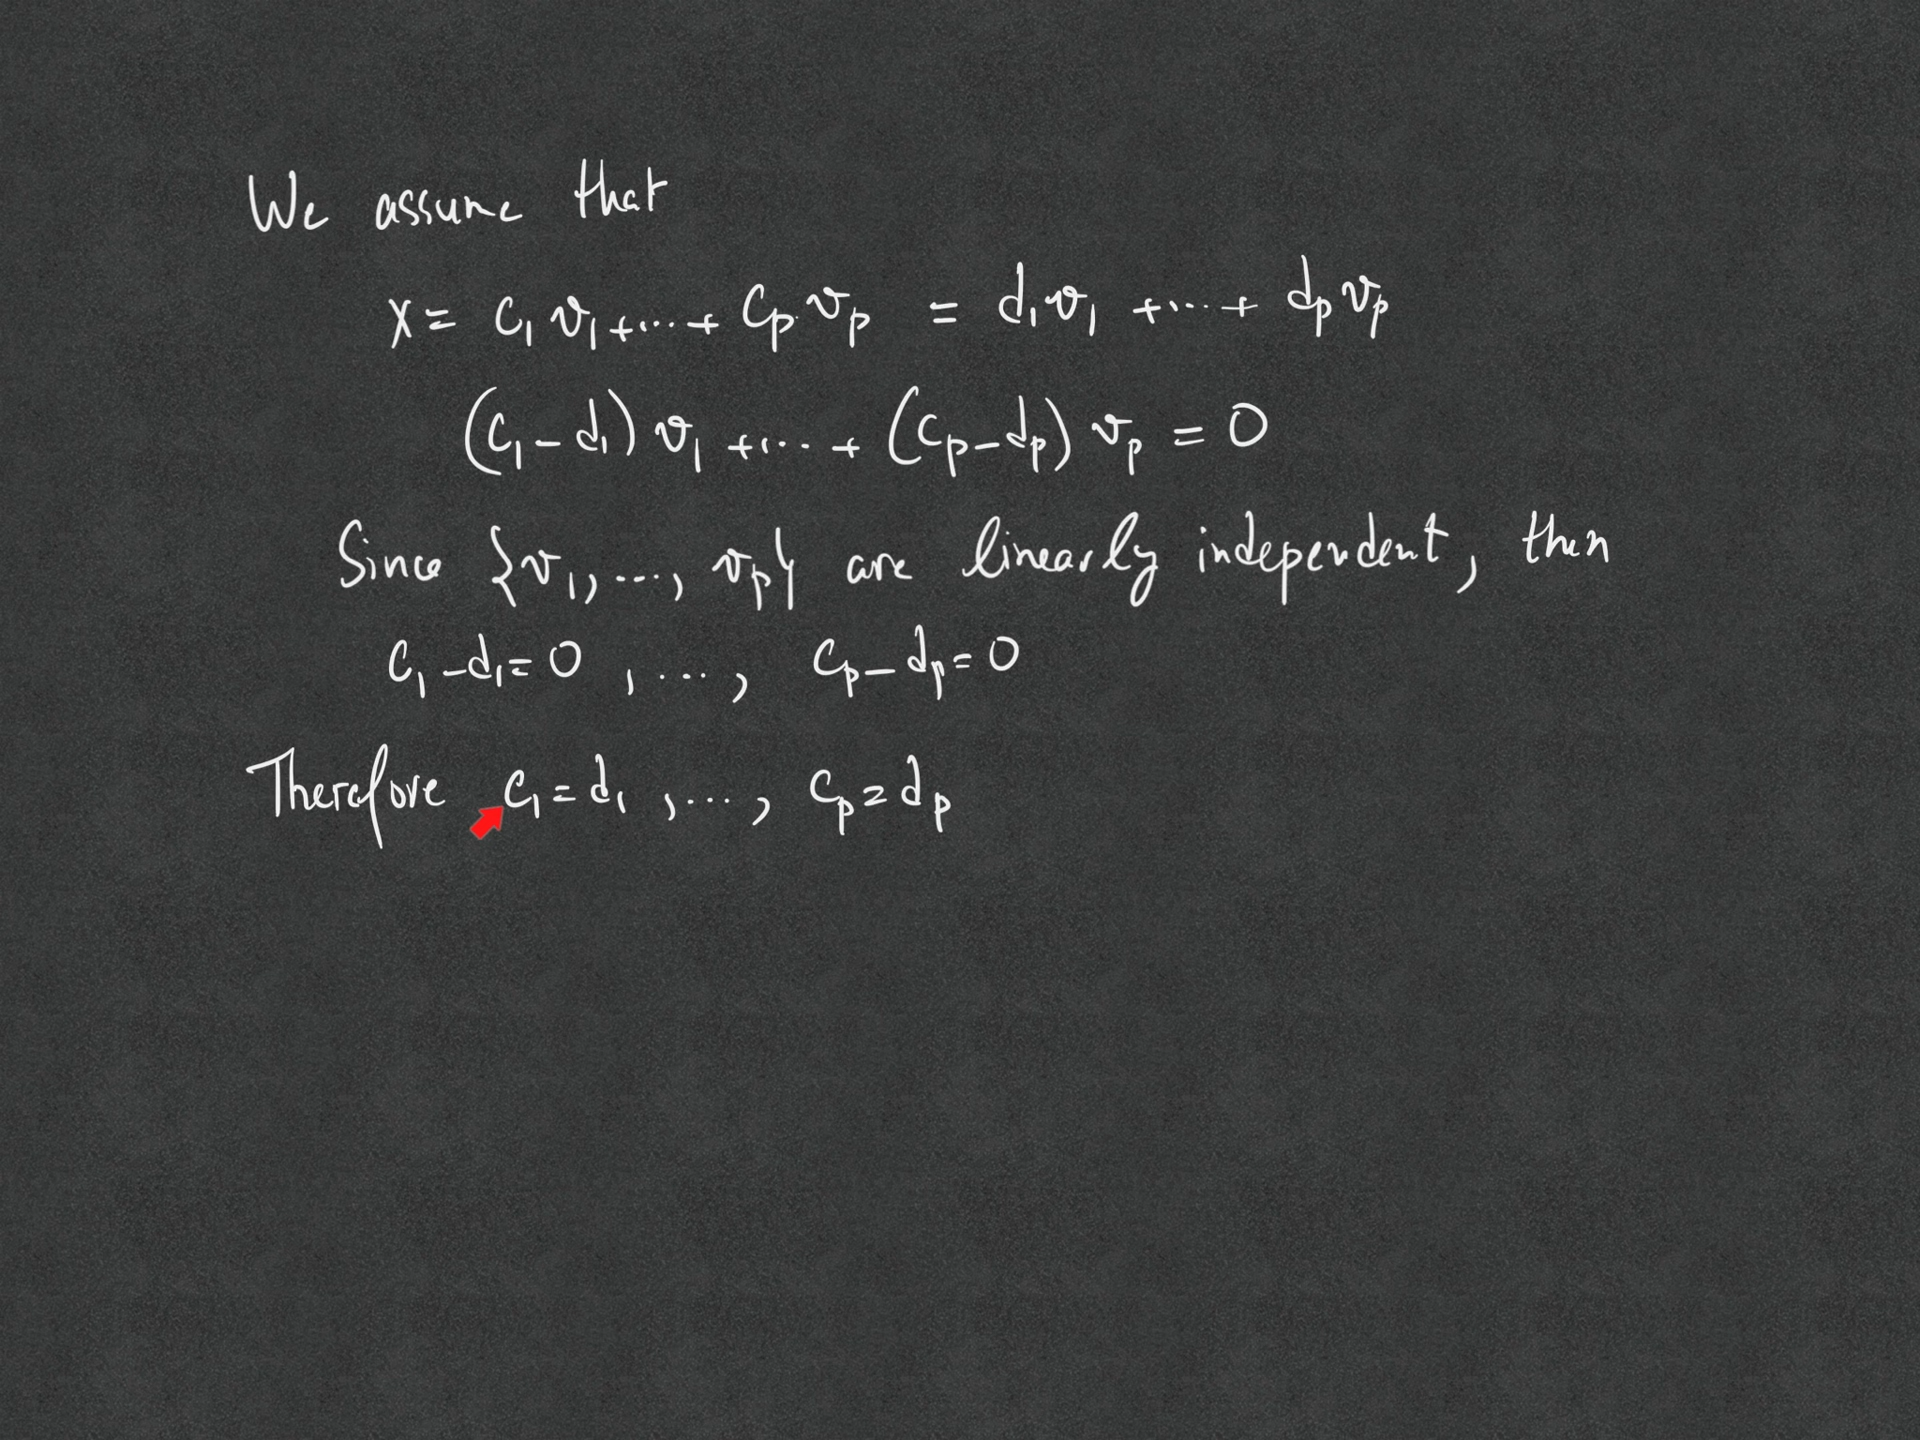 We assume that
x = c₁ v₁ + ... + cₚ vₚ = d₁ v₁ + ... + dₚ vₚ
(c₁ - d₁) v₁ + ... + (cₚ - dₚ) vₚ = 0
Since {v₁, ..., vₚ} are linearly independent, then
c₁ - d₁ = 0 , ... , cₚ - dₚ = 0
Therefore c₁ = d₁ , ... , cₚ = dₚ